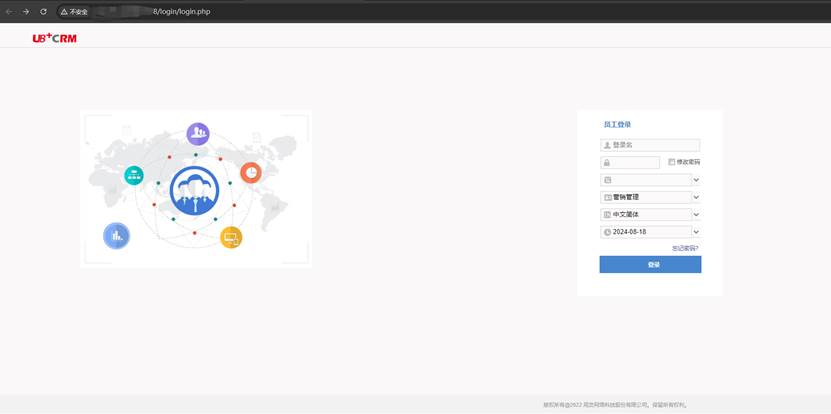 不安全
8/login/login.php
UB+CRM
员工登录
登录名
修改密码
营销管理
中文简体
2024-08-18
忘记密码?
登录
版权所有@2022 用友网络科技股份有限公司。保留所有权利。